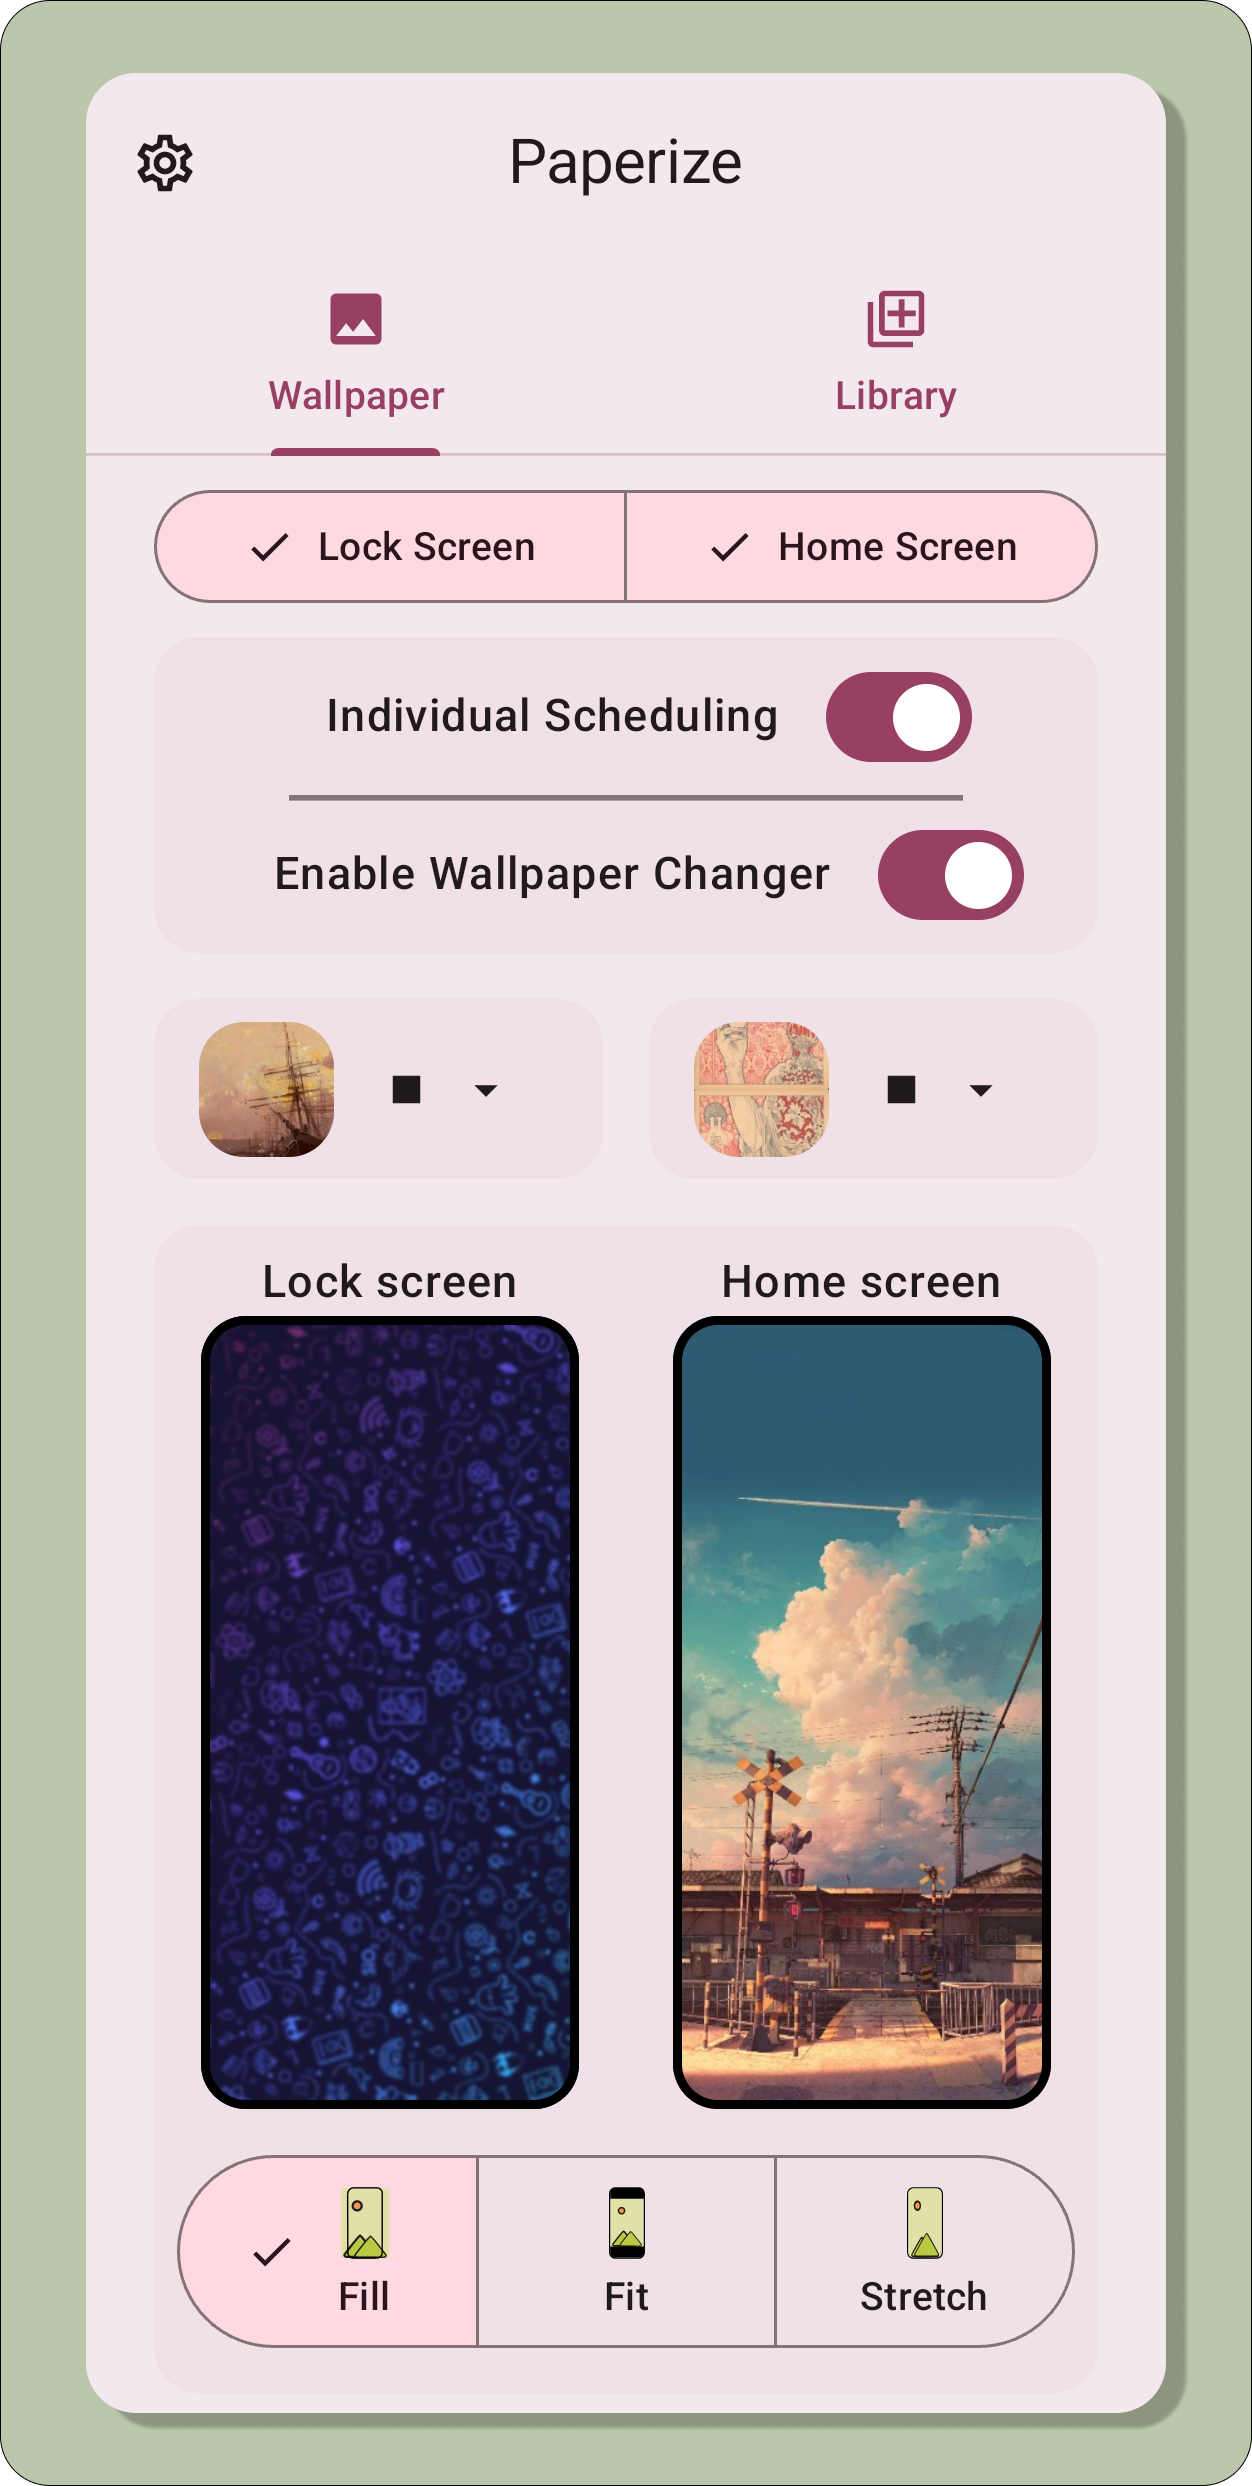 Paperize
Wallpaper
Library
Lock Screen
Home Screen
Individual Scheduling
Enable Wallpaper Changer
Lock screen
Home screen
Fill
Fit
Stretch